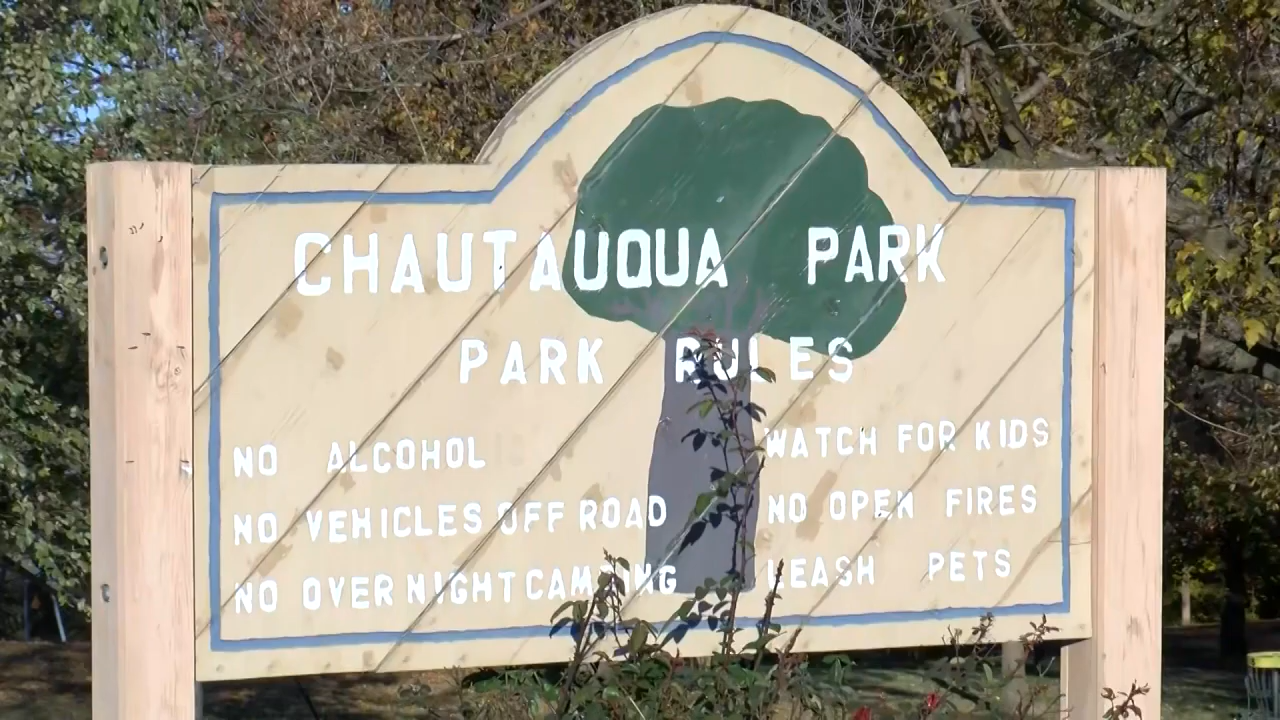 CHAUTAUQUA PARK
PARK RULES
NO ALCOHOL
NO VEHICLES OFF ROAD
NO OVERNIGHT CAMPING
WATCH FOR KIDS
NO OPEN FIRES
LEASH PETS